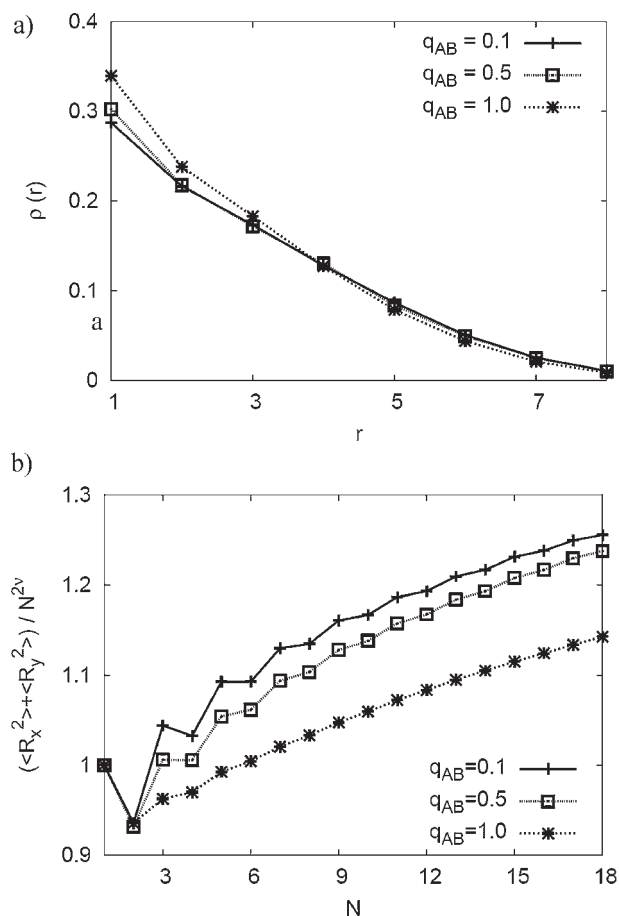 a)
0.4
0.3
0.2
0.1
0
ρ (r)
a
q_AB = 0.1
q_AB = 0.5
q_AB = 1.0
1 3 5 7
r
b)
1.3
1.2
1.1
1
0.9
(<R_x^2>+<R_y^2>) / N^2ν
q_AB=0.1
q_AB=0.5
q_AB=1.0
3 6 9 12 15 18
N